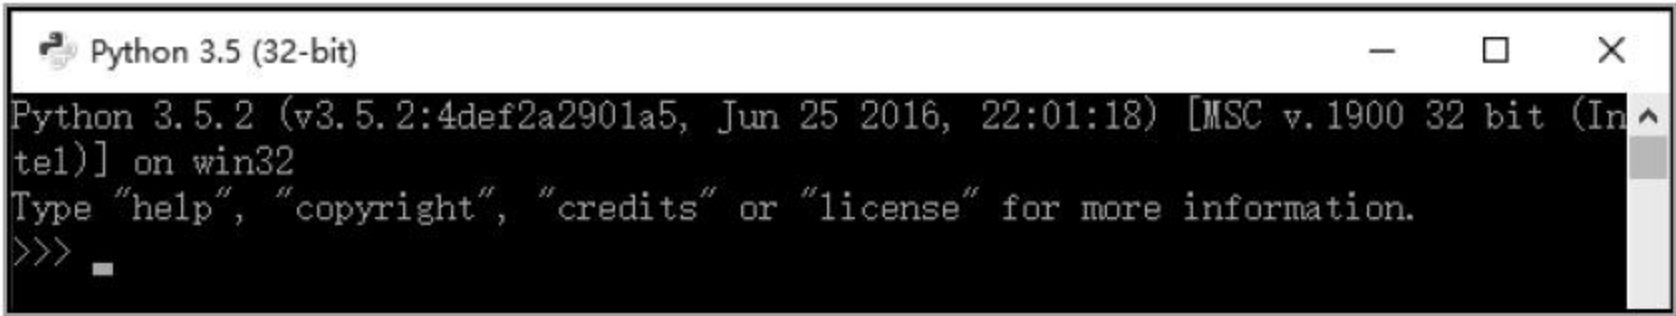 Python 3.5 (32-bit)
Python 3.5.2 (v3.5.2:4def2a2901a5, Jun 25 2016, 22:01:18) [MSC v.1900 32 bit (In
tel)] on win32
Type "help", "copyright", "credits" or "license" for more information.
>>>